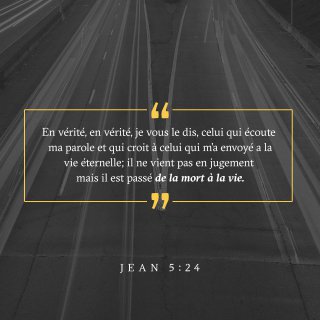 “
En vérité, en vérité, je vous le dis, celui qui écoute
ma parole et qui croit à celui qui m'a envoyé a la
vie éternelle; il ne vient pas en jugement
mais il est passé de la mort à la vie.
”
JEAN 5:24